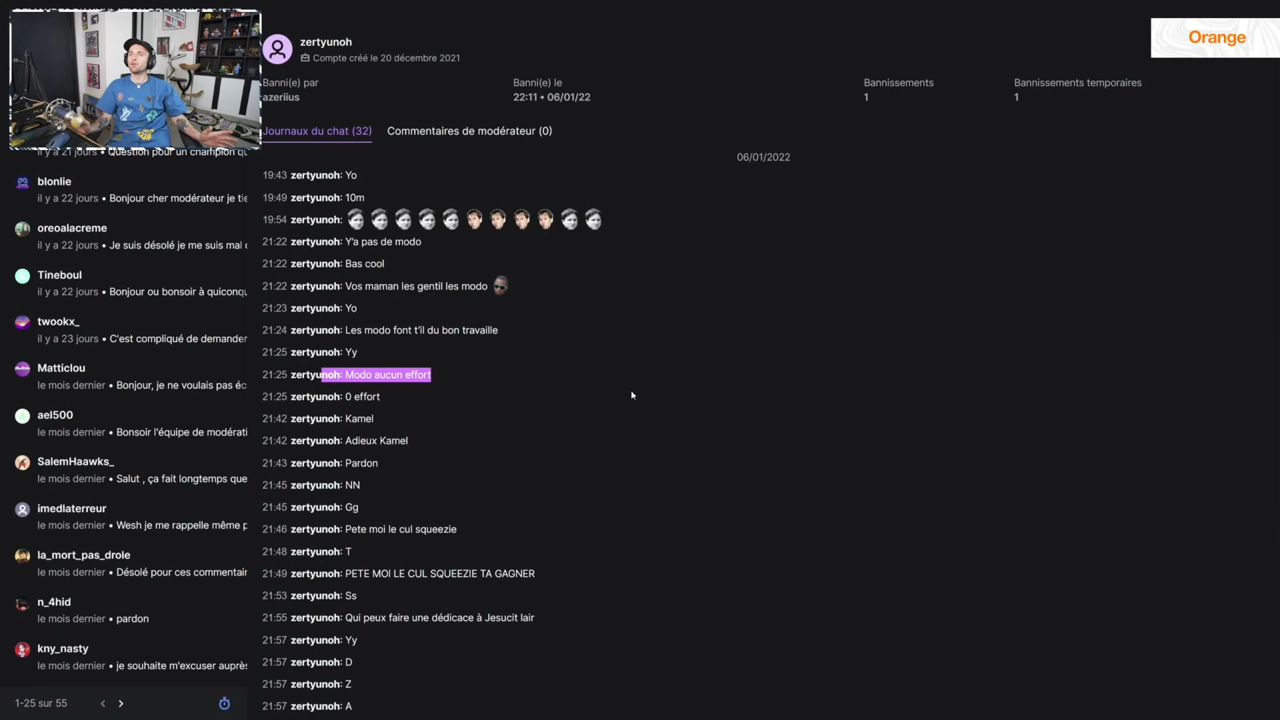 zertyunoh
Compte créé le 20 décembre 2021
Orange
Banni(e) par
azeriius
Banni(e) le
22:11 • 06/01/22
Bannissements
1
Bannissements temporaires
1
Journaux du chat (32)
Commentaires de modérateur (0)
il y a 21 jours • Question pour un champion qu
blonlie
il y a 22 jours • Bonjour cher modérateur je tie
oreoalacreme
il y a 22 jours • Je suis désolé je me suis mal
Tineboul
il y a 22 jours • Bonjour ou bonsoir à quiconqu
twookx_
il y a 23 jours • C'est compliqué de demander
Matticlou
le mois dernier • Bonjour, je ne voulais pas éc
ael500
le mois dernier • Bonsoir l'équipe de modérati
SalemHaawks_
le mois dernier • Salut , ça fait longtemps que
imedlaterreur
le mois dernier • Wesh je me rappelle même p
la_mort_pas_drole
le mois dernier • Désolé pour ces commentair
n_4hid
le mois dernier • pardon
kny_nasty
le mois dernier • je souhaite m'excuser auprès
1-25 sur 55
06/01/2022
19:43 zertyunoh: Yo
19:49 zertyunoh: 10m
19:54 zertyunoh:
21:22 zertyunoh: Y'a pas de modo
21:22 zertyunoh: Bas cool
21:22 zertyunoh: Vos maman les gentil les modo
21:23 zertyunoh: Yo
21:24 zertyunoh: Les modo font t'il du bon travaille
21:25 zertyunoh: Yy
21:25 zertyunoh: Modo aucun effort
21:25 zertyunoh: 0 effort
21:42 zertyunoh: Kamel
21:42 zertyunoh: Adieux Kamel
21:43 zertyunoh: Pardon
21:45 zertyunoh: NN
21:45 zertyunoh: Gg
21:46 zertyunoh: Pete moi le cul squeezie
21:48 zertyunoh: T
21:49 zertyunoh: PETE MOI LE CUL SQUEEZIE TA GAGNER
21:53 zertyunoh: Ss
21:55 zertyunoh: Qui peux faire une dédicace à Jesucit lair
21:57 zertyunoh: Yy
21:57 zertyunoh: D
21:57 zertyunoh: Z
21:57 zertyunoh: A